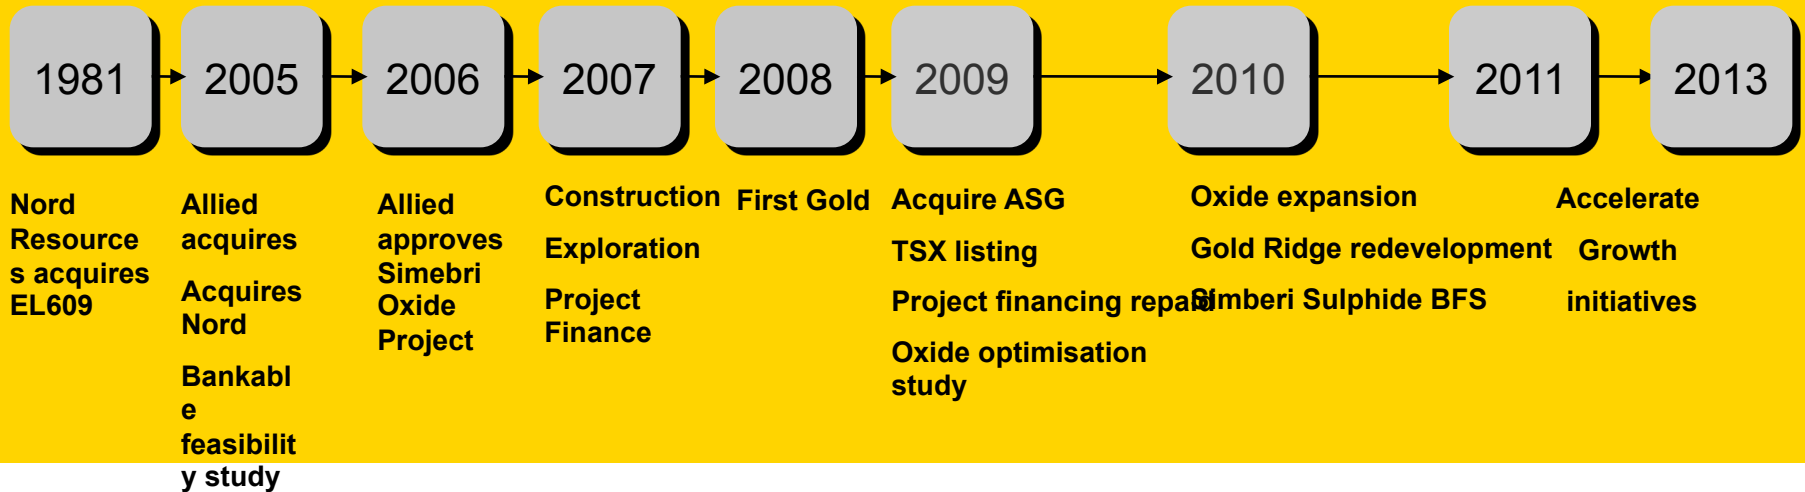 1981
2005
2006
2007
2008
2009
2010
2011
2013
Nord
Resource
s acquires
EL609
Allied
acquires
Acquires
Nord
Bankabl
e
feasibilit
y study
Allied
approves
Simebri
Oxide
Project
Construction
Exploration
Project
Finance
First Gold
Acquire ASG
TSX listing
Project financing repaid
Oxide optimisation
study
Oxide expansion
Gold Ridge redevelopment
Simberi Sulphide BFS
Accelerate
Growth
initiatives